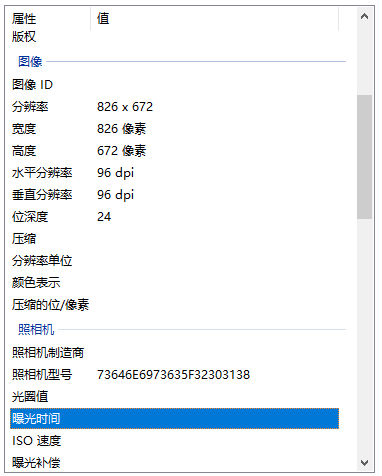 属性 值
版权
图像
图像 ID
分辨率 826 x 672
宽度 826 像素
高度 672 像素
水平分辨率 96 dpi
垂直分辨率 96 dpi
位深度 24
压缩
分辨率单位
颜色表示
压缩的位/像素
照相机
照相机制造商
照相机型号 73646E6973635F32303138
光圈值
曝光时间
ISO 速度
曝光补偿